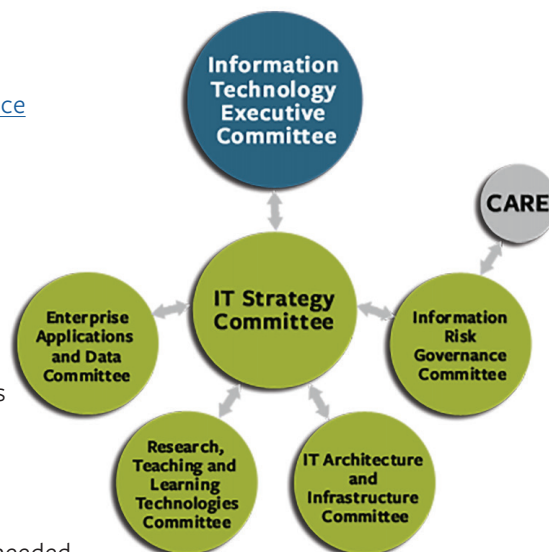 Information
Technology
Executive
Committee
ce
CARE
IT Strategy
Committee
Enterprise
Applications
and Data
Committee
Information
Risk
Governance
Committee
s
Research,
Teaching and
Learning
Technologies
Committee
IT Architecture
and
Infrastructure
Committee
needed